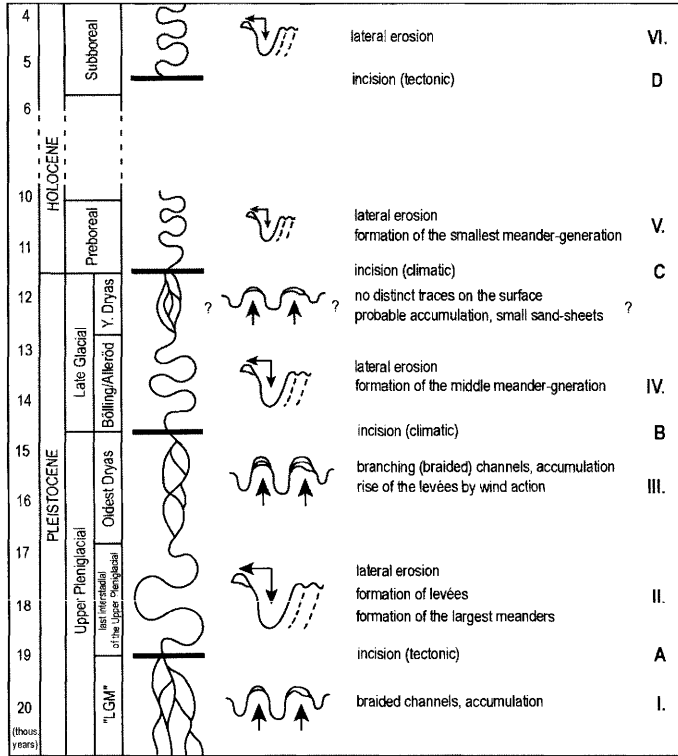 4
5
6
10
11
12
13
14
15
16
17
18
19
20
(thous. years)
HOLOCENE
PLEISTOCENE
Subboreal
Preboreal
Late Glacial
Upper Pleniglacial
Y. Dryas
Bölling/Alleröd
Oldest Dryas
last interstadial
of the Upper Pleniglacial
"LGM"
lateral erosion VI.
incision (tectonic) D
lateral erosion
formation of the smallest meander-generation V.
incision (climatic) C
? ? no distinct traces on the surface
probable accumulation, small sand-sheets ?
lateral erosion
formation of the middle meander-gneration IV.
incision (climatic) B
branching (braided) channels, accumulation
rise of the levées by wind action III.
lateral erosion
formation of levées II.
formation of the largest meanders
incision (tectonic) A
braided channels, accumulation I.